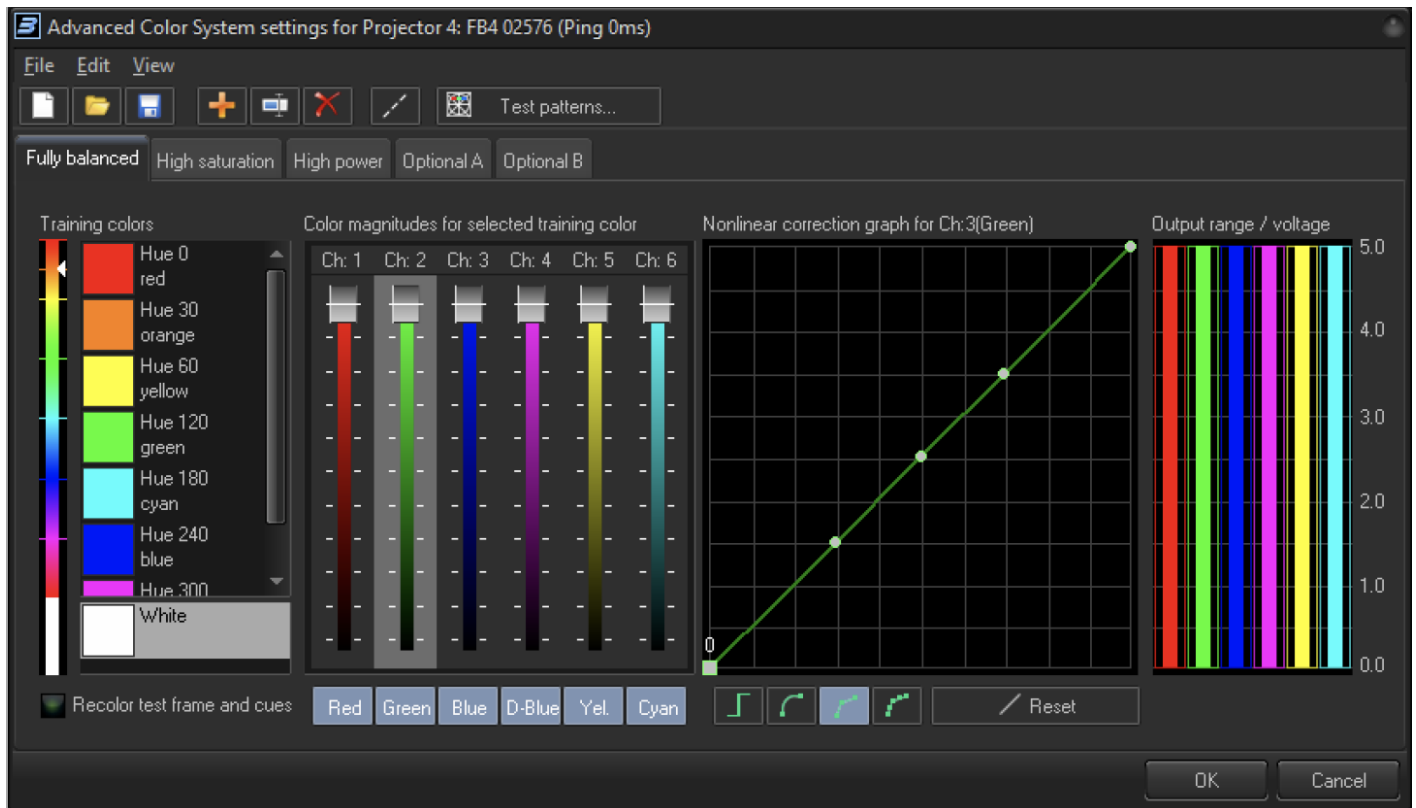 Advanced Color System settings for Projector 4: FB4 02576 (Ping 0ms)
File Edit View
Test patterns...
Fully balanced High saturation High power Optional A Optional B
Training colors
Hue 0
red
Hue 30
orange
Hue 60
yellow
Hue 120
green
Hue 180
cyan
Hue 240
blue
Hue 300
White
Recolor test frame and cues
Color magnitudes for selected training color
Ch: 1 Ch: 2 Ch: 3 Ch: 4 Ch: 5 Ch: 6
Red Green Blue D-Blue Yel. Cyan
Nonlinear correction graph for Ch:3(Green)
0
Reset
Output range / voltage
5.0
4.0
3.0
2.0
1.0
0.0
OK Cancel